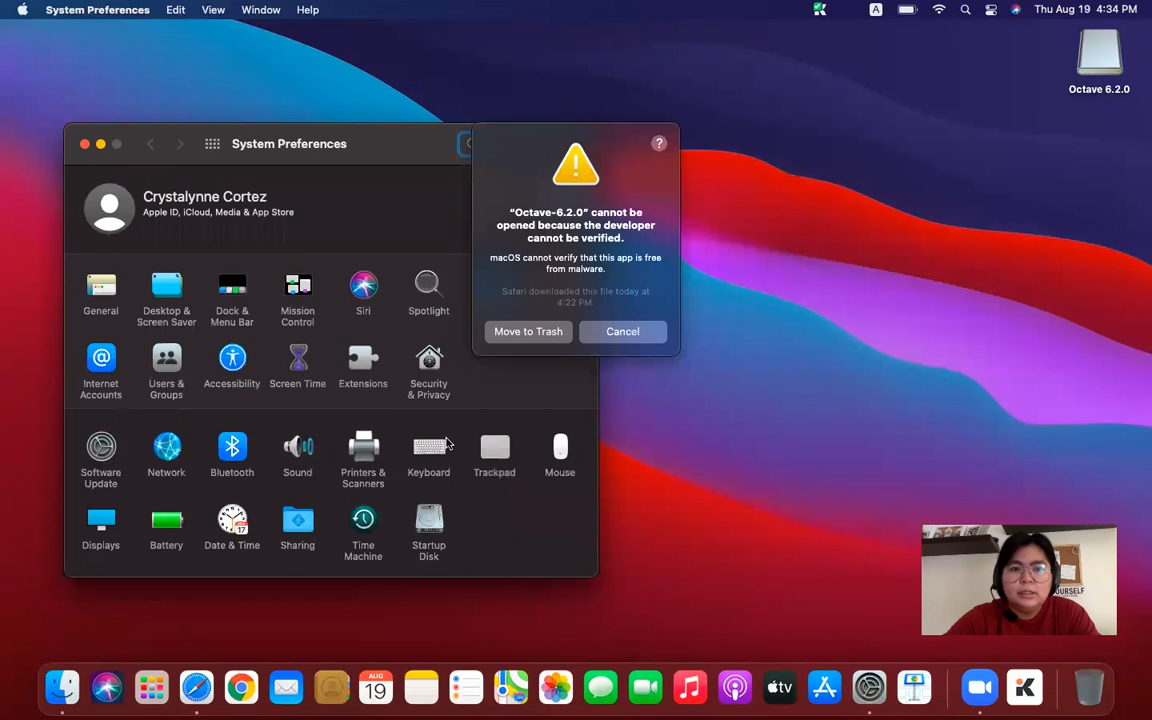 System Preferences Edit View Window Help
A
Thu Aug 19 4:34 PM
Octave 6.2.0
System Preferences
Crystalynne Cortez
Apple ID, iCloud, Media & App Store
?
“Octave-6.2.0” cannot be
opened because the developer
cannot be verified.
macOS cannot verify that this app is free
from malware.
Safari downloaded this file today at
4:22 PM.
Move to Trash
Cancel
General
Desktop &
Screen Saver
Dock &
Menu Bar
Mission
Control
Siri
Spotlight
Internet
Accounts
Users &
Groups
Accessibility
Screen Time
Extensions
Security
& Privacy
Software
Update
Network
Bluetooth
Sound
Printers &
Scanners
Keyboard
Trackpad
Mouse
Displays
Battery
Date & Time
Sharing
Time
Machine
Startup
Disk
JUL
17
YOURSELF
AUG
19
tv